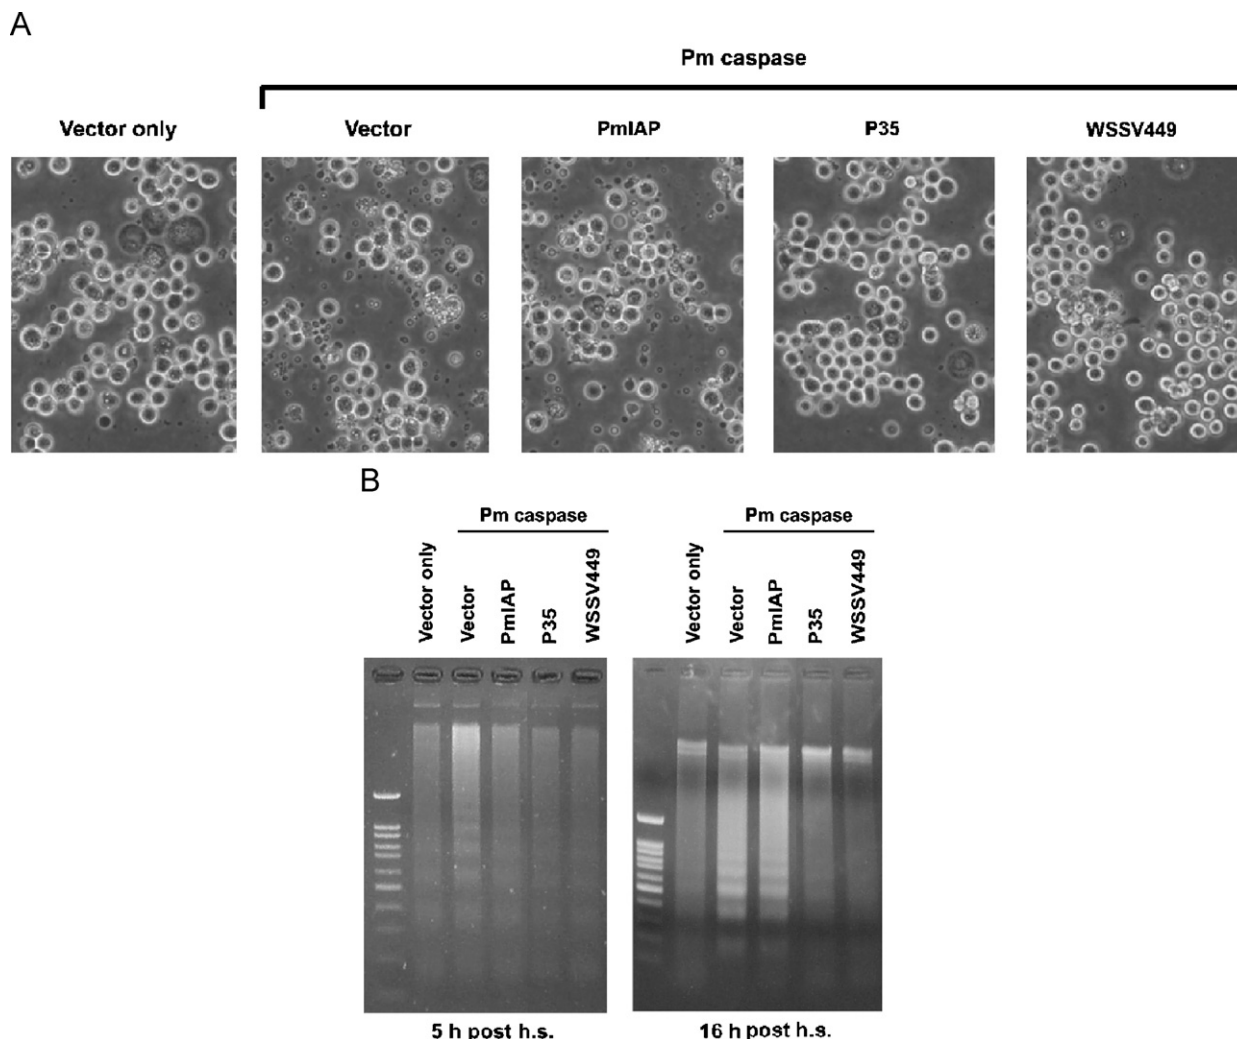 A
Pm caspase
Vector only
Vector
PmIAP
P35
WSSV449
B
Pm caspase
Vector only
Vector
PmIAP
P35
WSSV449
Pm caspase
Vector only
Vector
PmIAP
P35
WSSV449
5 h post h.s.
16 h post h.s.